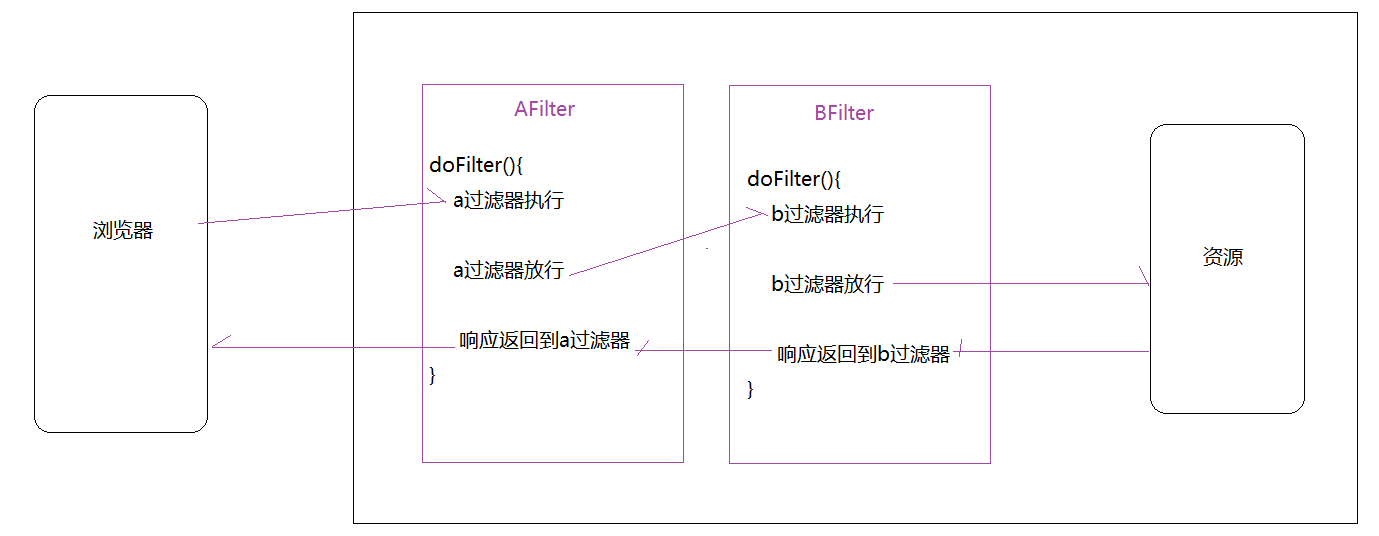 浏览器
AFilter
doFilter(){
a过滤器执行
a过滤器放行
响应返回到a过滤器
}
BFilter
doFilter(){
b过滤器执行
b过滤器放行
响应返回到b过滤器
}
资源